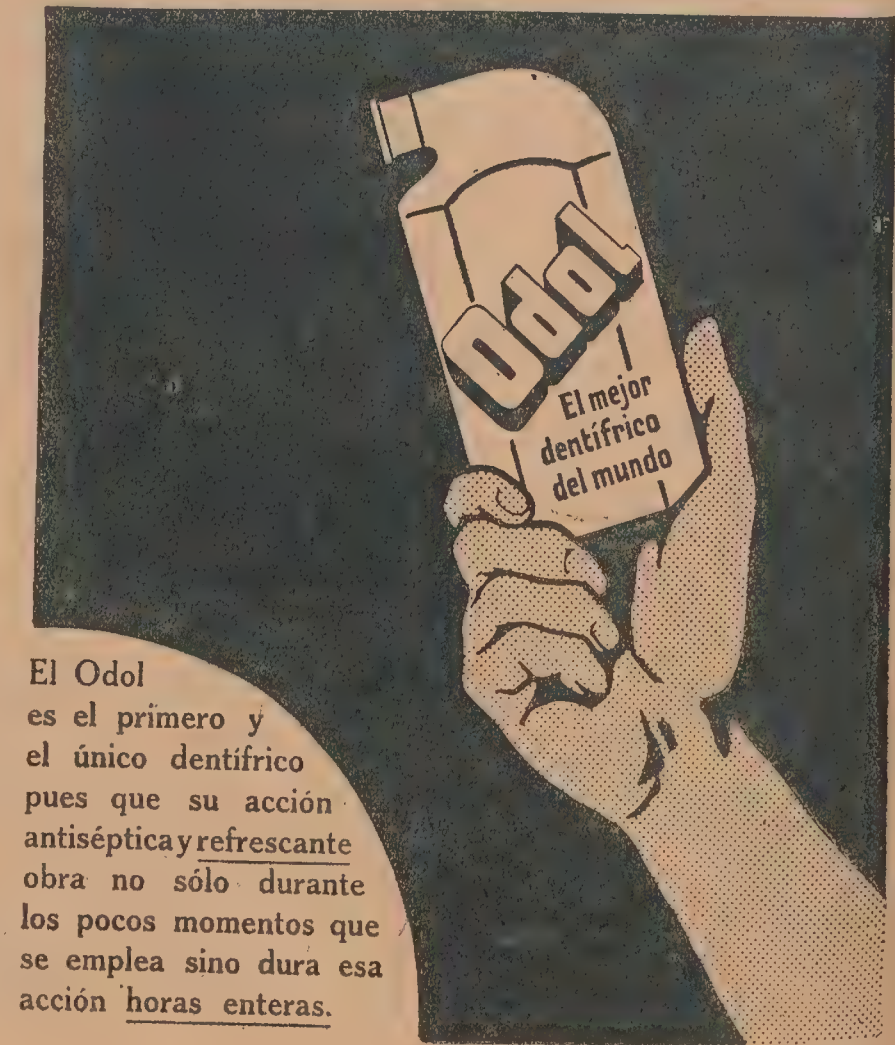 Odol
El mejor
dentífrico
del mundo
El Odol
es el primero y
el único dentífrico
pues que su acción
antiséptica y refrescante
obra no sólo durante
los pocos momentos que
se emplea sino dura esa
acción horas enteras.